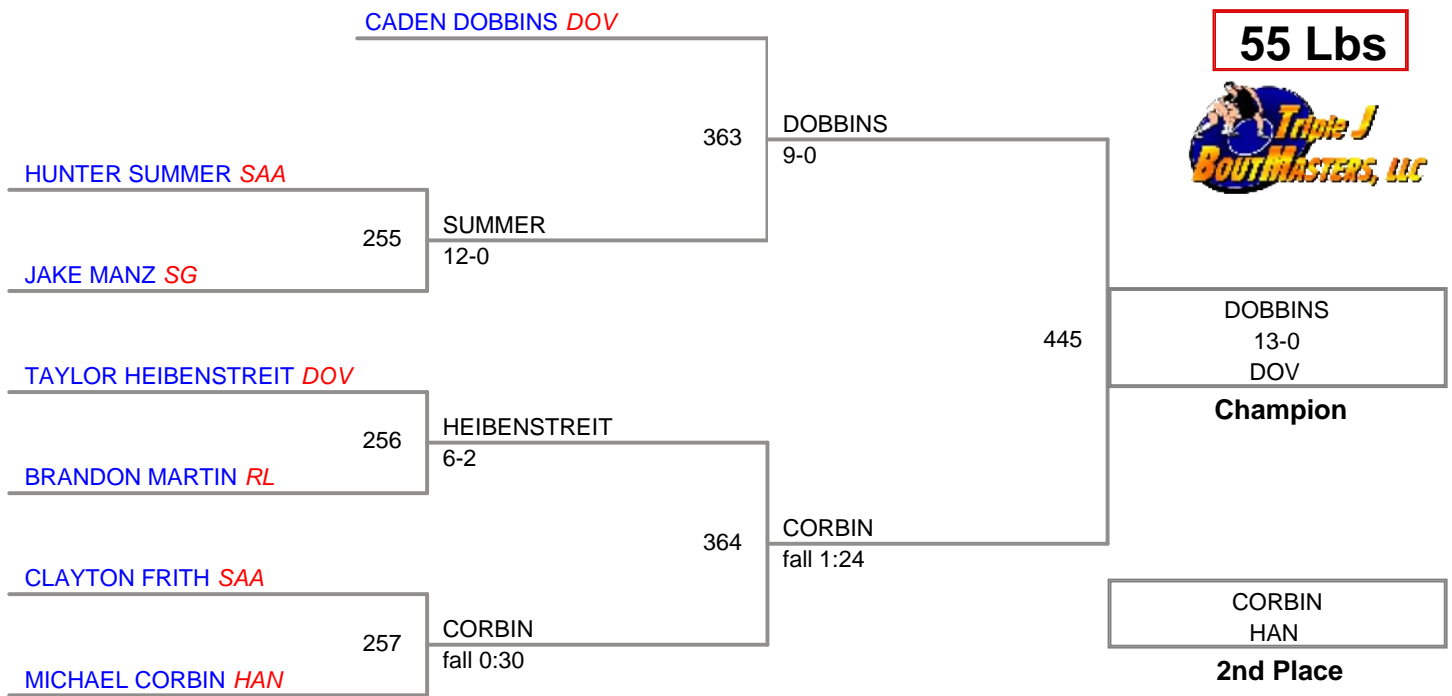 CADEN DOBBINS DOV
55 Lbs
Triple J
BOUTMASTERS, LLC
363
DOBBINS
9-0
HUNTER SUMMER SAA
255
SUMMER
12-0
JAKE MANZ SG
445
DOBBINS
13-0
DOV
Champion
TAYLOR HEIBENSTREIT DOV
256
HEIBENSTREIT
6-2
BRANDON MARTIN RL
364
CORBIN
fall 1:24
CLAYTON FRITH SAA
257
CORBIN
fall 0:30
MICHAEL CORBIN HAN
CORBIN
HAN
2nd Place